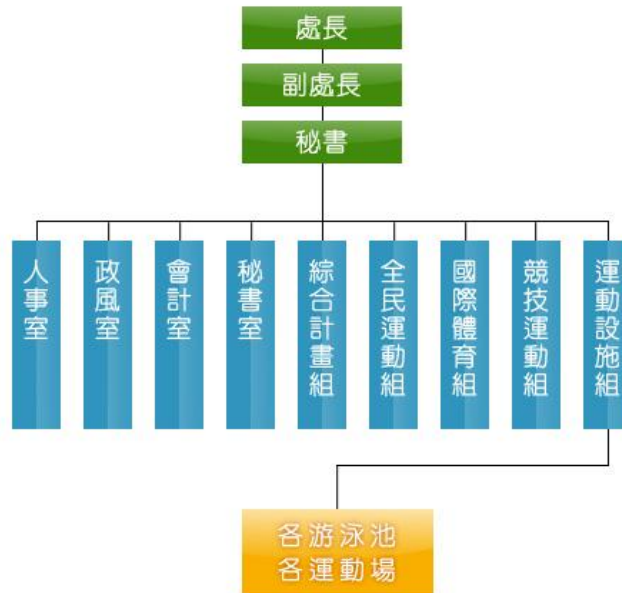 處長
副處長
秘書
人事室
政風室
會計室
秘書室
綜合計畫組
全民運動組
國際體育組
競技運動組
運動設施組
各游泳池
各運動場